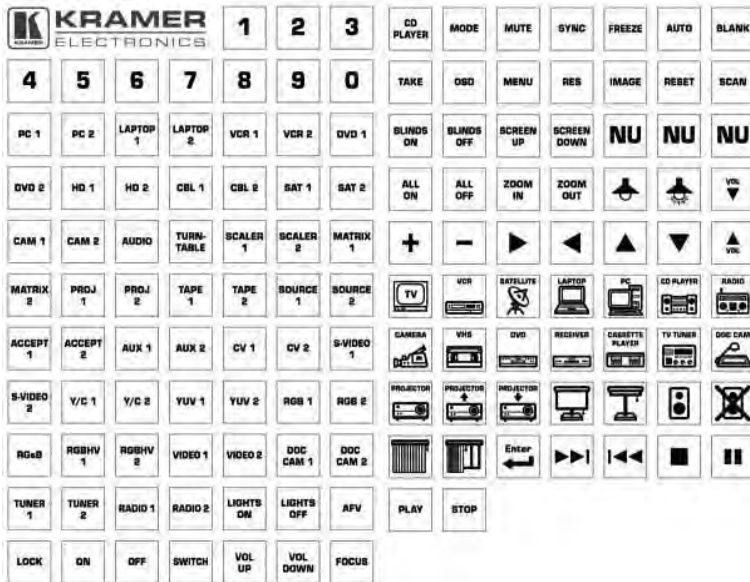 KRAMER
ELECTRONICS
KRAMER
1 2 3
4 5 6 7 8 9 0
PC 1 PC 2 LAPTOP 1 LAPTOP 2 VCR 1 VCR 2 DVD 1
DVD 2 HD 1 HD 2 CBL 1 CBL 2 SAT 1 SAT 2
CAM 1 CAM 2 AUDIO TURN-TABLE SCALER 1 SCALER 2 MATRIX 1
MATRIX 2 PROJ 1 PROJ 2 TAPE 1 TAPE 2 SOURCE 1 SOURCE 2
ACCEPT 1 ACCEPT 2 AUX 1 AUX 2 CV 1 CV 2 S-VIDEO 1
S-VIDEO 2 Y/C 1 Y/C 2 YUV 1 YUV 2 RGB 1 RGB 2
RGsB RGBHV 1 RGBHV 2 VIDEO 1 VIDEO 2 DOC CAM 1 DOC CAM 2
TUNER 1 TUNER 2 RADIO 1 RADIO 2 LIGHTS ON LIGHTS OFF AFV
LOCK ON OFF SWITCH VOL UP VOL DOWN FOCUS
CD PLAYER MODE MUTE SYNC FREEZE AUTO BLANK
TAKE OSD MENU RES IMAGE RESET SCAN
BLINDS ON BLINDS OFF SCREEN UP SCREEN DOWN NU NU NU
ALL ON ALL OFF ZOOM IN ZOOM OUT VOL
+ - VOL
TV VCR SATELLITE LAPTOP PC CD PLAYER RADIO
CAMERA VHS DVD RECEIVER CASSETTE PLAYER TV TUNER DOC CAM
PROJECTOR PROJECTOR PROJECTOR
Enter
PLAY STOP